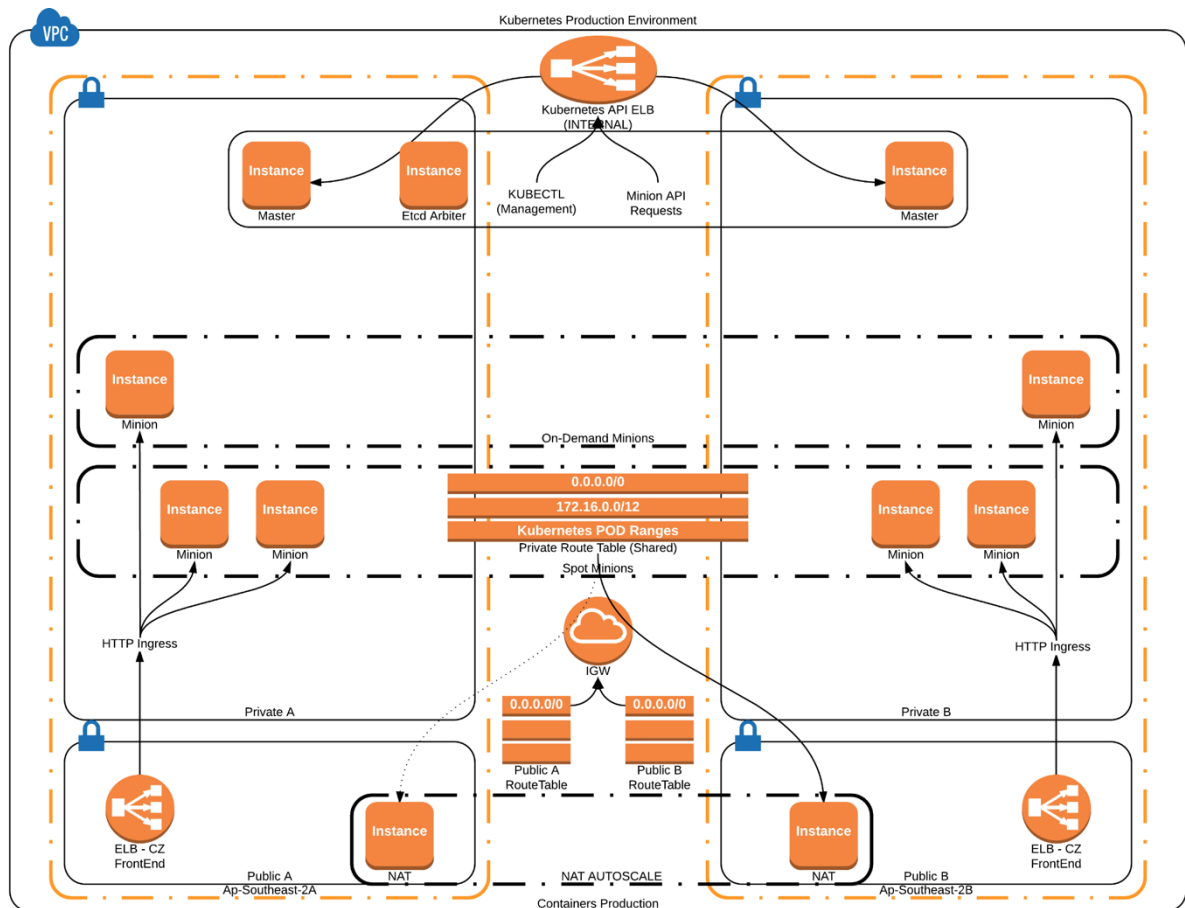 Kubernetes Production Environment
VPC
Kubernetes API ELB
(INTERNAL)
Instance
Master
Instance
Etcd Arbiter
KUBECTL
(Management)
Minion API
Requests
Instance
Master
Instance
Minion
Instance
Minion
On-Demand Minions
Instance
Minion
Instance
Minion
0.0.0.0/0
172.16.0.0/12
Kubernetes POD Ranges
Private Route Table (Shared)
Spot Minions
Instance
Minion
Instance
Minion
HTTP Ingress
HTTP Ingress
IGW
Private A
Private B
0.0.0.0/0
Public A
RouteTable
0.0.0.0/0
Public B
RouteTable
ELB - CZ
FrontEnd
Instance
NAT
Instance
NAT
ELB - CZ
FrontEnd
Public A
Ap-Southeast-2A
NAT AUTOSCALE
Public B
Ap-Southeast-2B
Containers Production